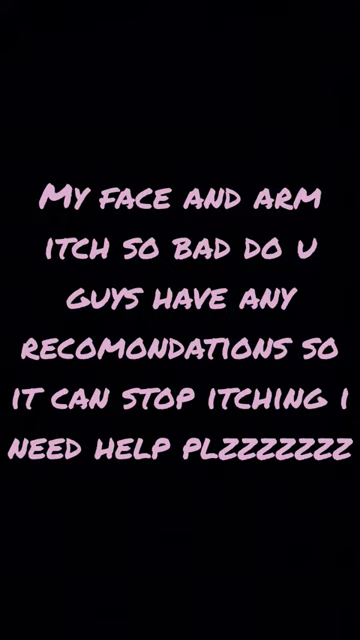 My face and arm
itch so bad do u
guys have any
recomondations so
it can stop itching i
need help plzzzzzzz